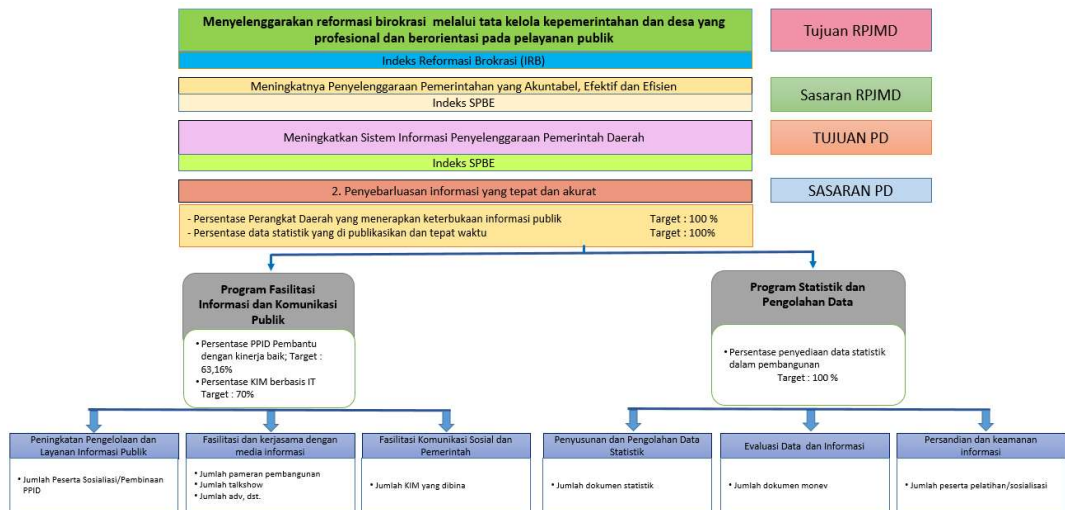 Menyelenggarakan reformasi birokrasi melalui tata kelola kepemerintahan dan desa yang
profesional dan berorientasi pada pelayanan publik
Tujuan RPJMD
Indeks Reformasi Brokrasi (IRB)
Meningkatnya Penyelenggaraan Pemerintahan yang Akuntabel, Efektif dan Efisien
Indeks SPBE
Sasaran RPJMD
Meningkatkan Sistem Informasi Penyelenggaraan Pemerintah Daerah
Indeks SPBE
TUJUAN PD
2. Penyebarluasan informasi yang tepat dan akurat
SASARAN PD
- Persentase Perangkat Daerah yang menerapkan keterbukaan informasi publik Target : 100 %
- Persentase data statistik yang di publikasikan dan tepat waktu Target : 100%
Program Fasilitasi
Informasi dan Komunikasi
Publik
• Persentase PPID Pembantu
dengan kinerja baik; Target :
63,16%
• Persentase KIM berbasis IT
Target : 70%
Program Statistik dan
Pengolahan Data
• Persentase penyediaan data statistik
dalam pembangunan
Target : 100 %
Peningkatan Pengelolaan dan
Layanan Informasi Publik
• Jumlah Peserta Sosialiasi/Pembinaan
PPID
Fasilitasi dan kerjasama dengan
media informasi
• Jumlah pameran pembangunan
• Jumlah talkshow
• Jumlah adv, dst.
Fasilitasi Komunikasi Sosial dan
Pemerintah
• Jumlah KIM yang dibina
Penyusunan dan Pengolahan Data
Statistik
• Jumlah dokumen statistik
Evaluasi Data dan Informasi
• Jumlah dokumen monev
Persandian dan keamanan
informasi
• Jumlah peserta pelatihan/sosialisasi